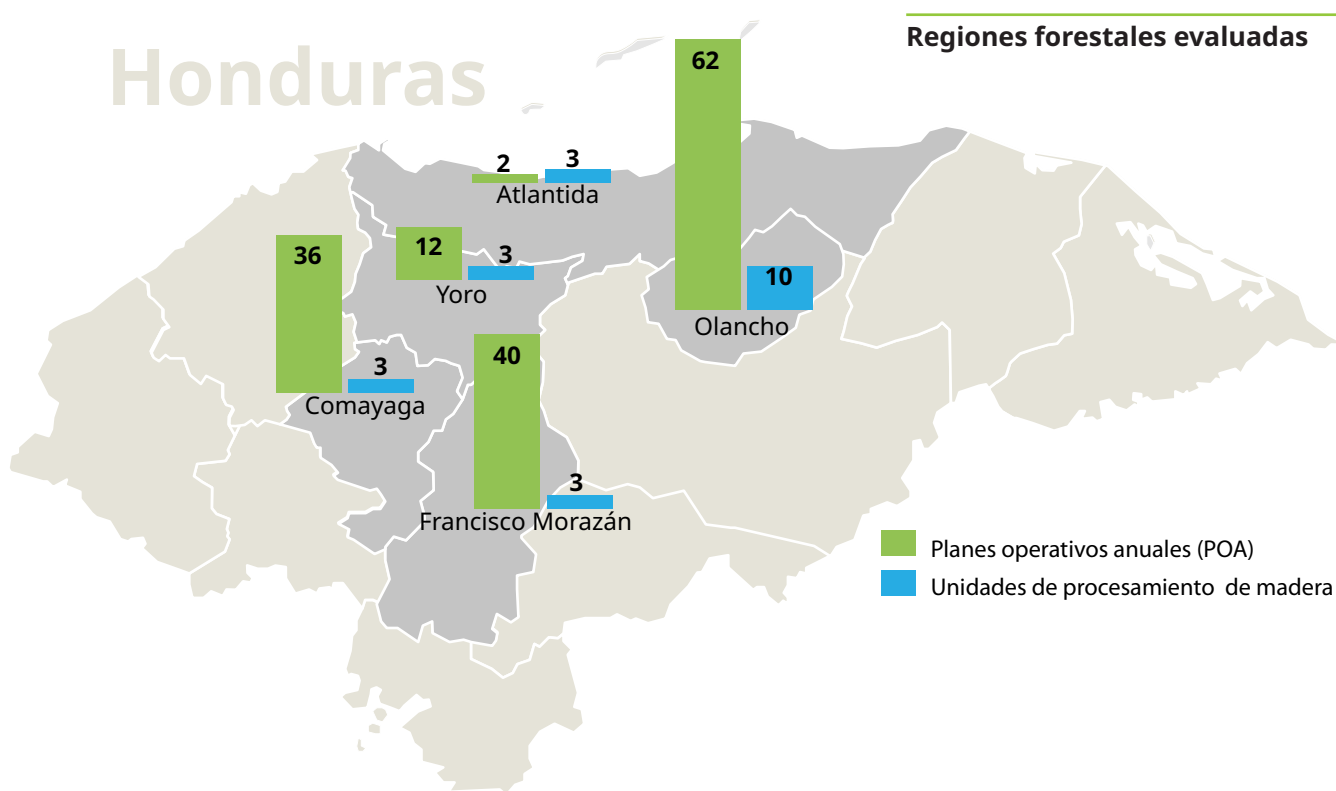 Honduras
Regiones forestales evaluadas
62
2
3
Atlantida
36
12
3
Yoro
10
Olancho
40
3
Comayaga
3
Francisco Morazán
Planes operativos anuales (POA)
Unidades de procesamiento de madera